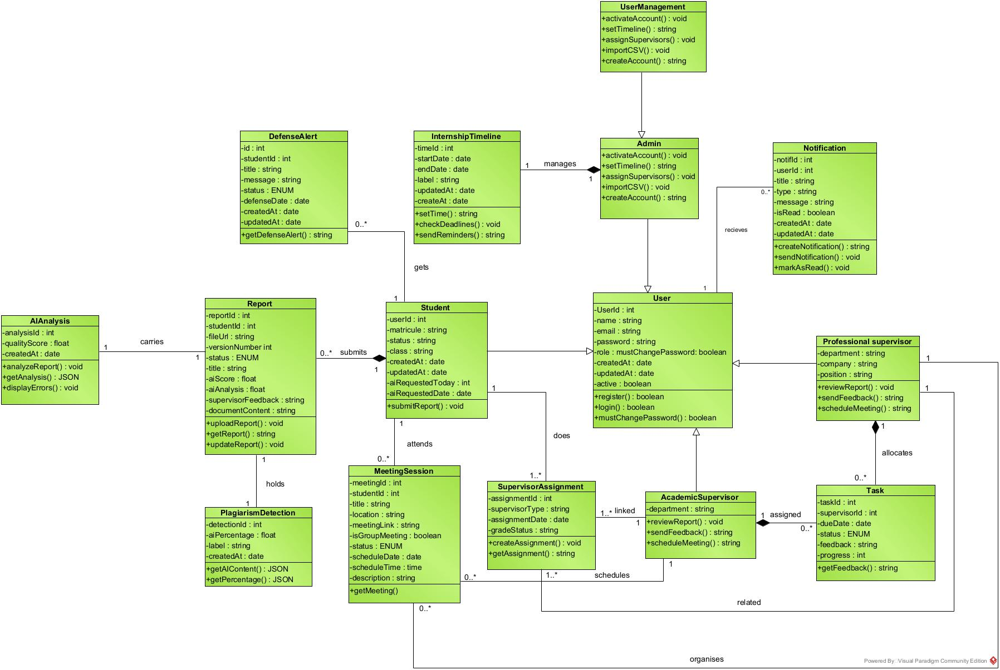 UserManagement
+activateAccount() : void
+setTimeline() : string
+assignSupervisors() : void
+importCSV() : void
+createAccount() : string
DefenseAlert
-id : int
-studentId : int
-title : string
-message : string
-status : ENUM
-defenseDate : date
-createdAt : date
-updatedAt : date
+getDefenseAlert() : string
0..*
gets
1
InternshipTimeline
-timeId : int
-startDate : date
-endDate : date
-label : string
-updatedAt : date
-createAt : date
+setTime() : string
+checkDeadlines() : void
+sendReminders() : string
1
manages
1
Admin
+activateAccount() : void
+setTimeline() : string
+assignSupervisors() : void
+importCSV() : void
+createAccount() : string
Notification
-notifId : int
-userId : int
-title : string
-type : string
-message : string
-isRead : boolean
-createdAt : date
-updatedAt : date
+createNotification() : string
+sendNotification() : void
+markAsRead() : void
0..*
recieves
1
AIAnalysis
-analysisId : int
-qualityScore : float
-createdAt : date
+analyzeReport() : void
+getAnalysis() : JSON
+displayErrors() : void
1
carries
1
Report
-reportId : int
-studentId : int
-fileUrl : string
-versionNumber int
-status : ENUM
-title : string
-aiScore : float
-aiAnalysis : float
-supervisorFeedback : string
-documentContent : string
+uploadReport() : void
+getReport() : string
+updateReport() : void
0..*
submits
1
Student
-userId : int
-matricule : string
-status : string
-class : string
-createdAt : date
-updatedAt : date
-aiRequestedToday : int
-aiRequestedDate : date
+submitReport() : void
User
-UserId : int
-name : string
-email : string
-password : string
-role : mustChangePassword: boolean
-createdAt : date
-updatedAt : date
-active : boolean
+register() : boolean
+login() : boolean
+mustChangePassword() : boolean
Professional supervisor
-department : string
-company : string
-position : string
+reviewReport() : void
+sendFeedback() : string
+scheduleMeeting() : string
1
1
1
allocates
0..*
1
does
1..*
1
attends
0..*
1
holds
1
PlagiarismDetection
-detectionId : int
-aiPercentage : float
-label : string
-createdAt : date
+getAIContent() : JSON
+getPercentage() : JSON
MeetingSession
-meetingId : int
-studentId : int
-title : string
-location : string
-meetingLink : string
-isGroupMeeting : boolean
-status : ENUM
-scheduleDate : date
-scheduleTime : time
-description : string
+getMeeting()
SupervisorAssignment
-assignmentId : int
-supervisorType : string
-assignmentDate : date
-gradeStatus : string
+createAssignment() : void
+getAssignment() : string
1..*
linked
1
AcademicSupervisor
-department : string
+reviewReport() : void
+sendFeedback() : string
+scheduleMeeting() : string
1
assigned
0..*
Task
-taskId : int
-supervisorId : int
-dueDate : date
-status : ENUM
-feedback : string
-progress : int
+getFeedback() : string
0..*
1..*
schedules
1
related
0..*
organises
Powered By Visual Paradigm Community Edition